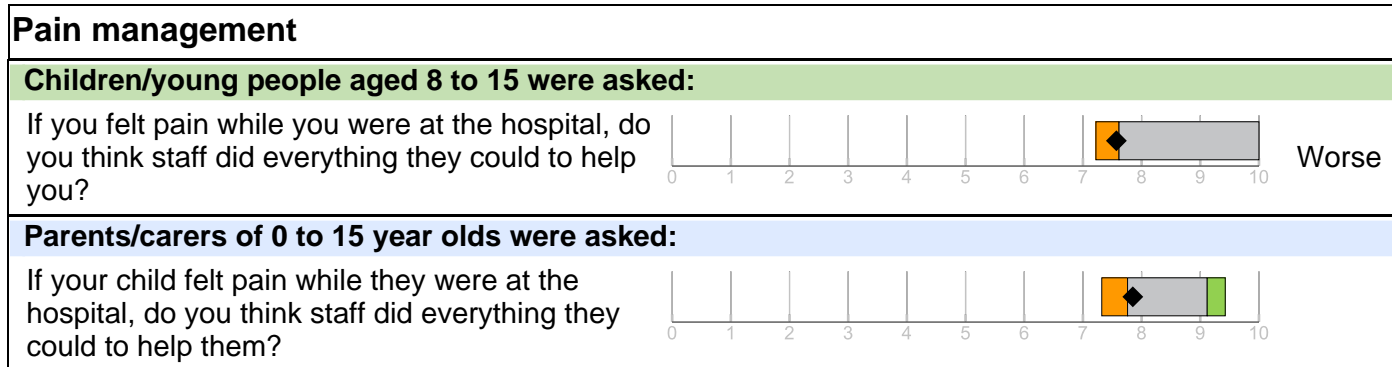 Pain management
Children/young people aged 8 to 15 were asked:
If you felt pain while you were at the hospital, do
you think staff did everything they could to help
you?
0 1 2 3 4 5 6 7 8 9 10
Worse
Parents/carers of 0 to 15 year olds were asked:
If your child felt pain while they were at the
hospital, do you think staff did everything they
could to help them?
0 1 2 3 4 5 6 7 8 9 10